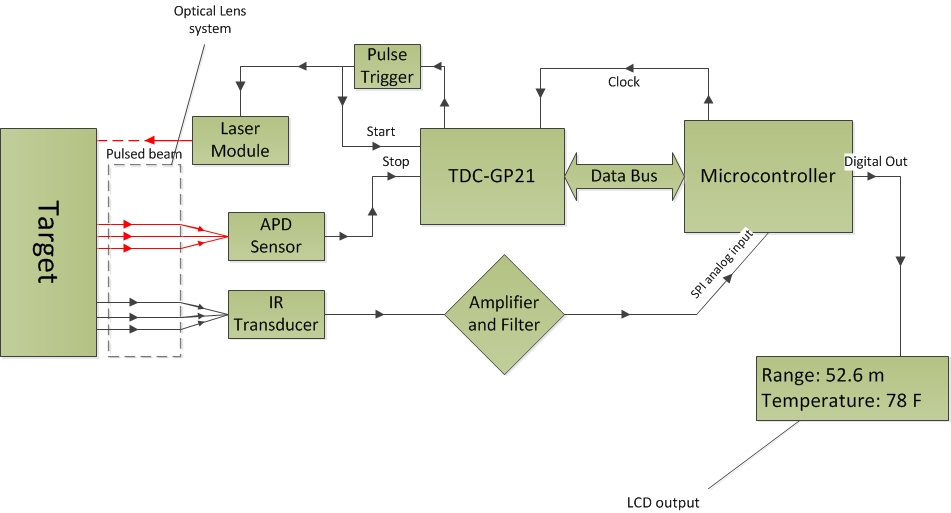 Optical Lens
system
Pulse
Trigger
Clock
Laser
Module
Start
Stop
Pulsed beam
TDC-GP21
Data Bus
Microcontroller
Digital Out
Target
APD
Sensor
SPI analog input
IR
Transducer
Amplifier
and Filter
Range: 52.6 m
Temperature: 78 F
LCD output